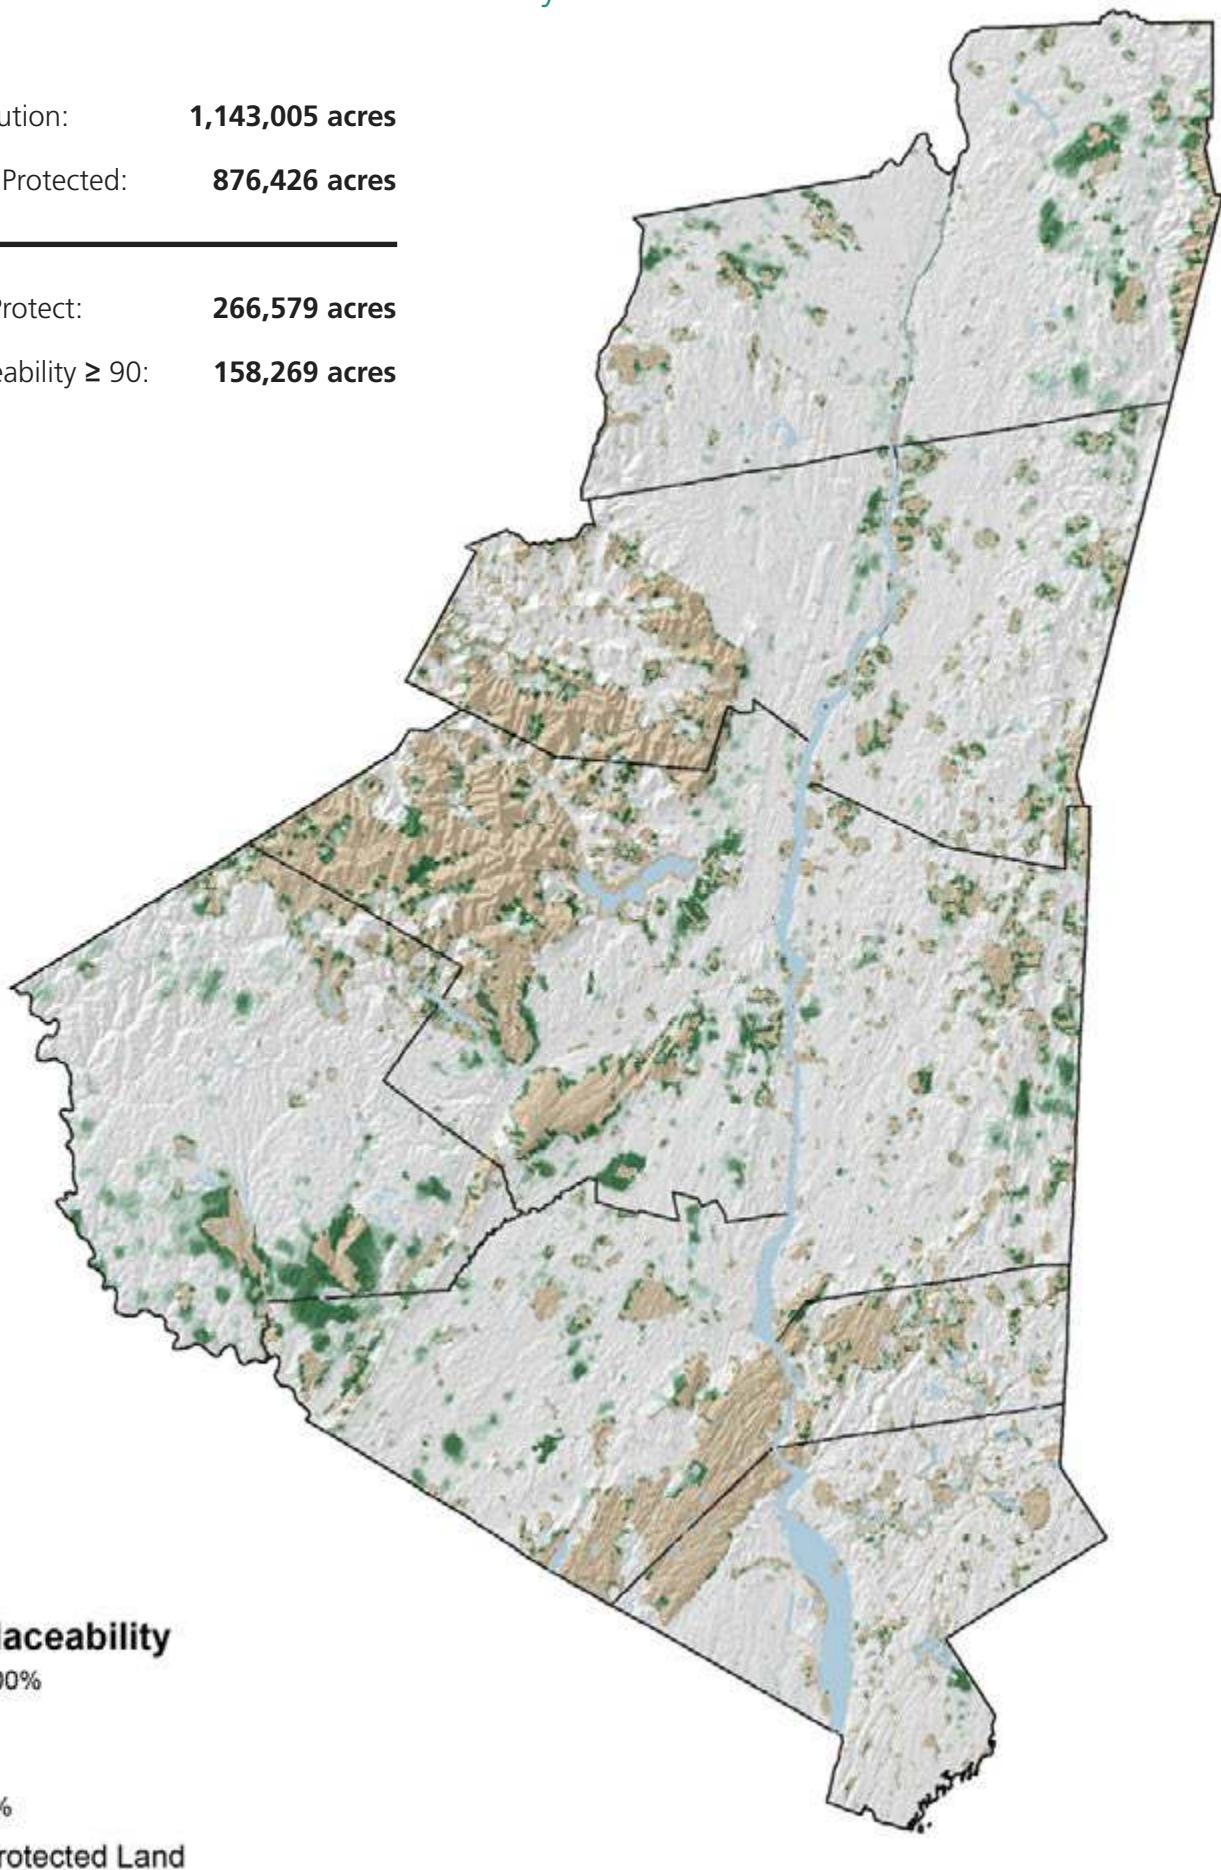 ution: 1,143,005 acres
Protected: 876,426 acres
rotect: 266,579 acres
eability ≥ 90: 158,269 acres
laceability
00%
%
rotected Land